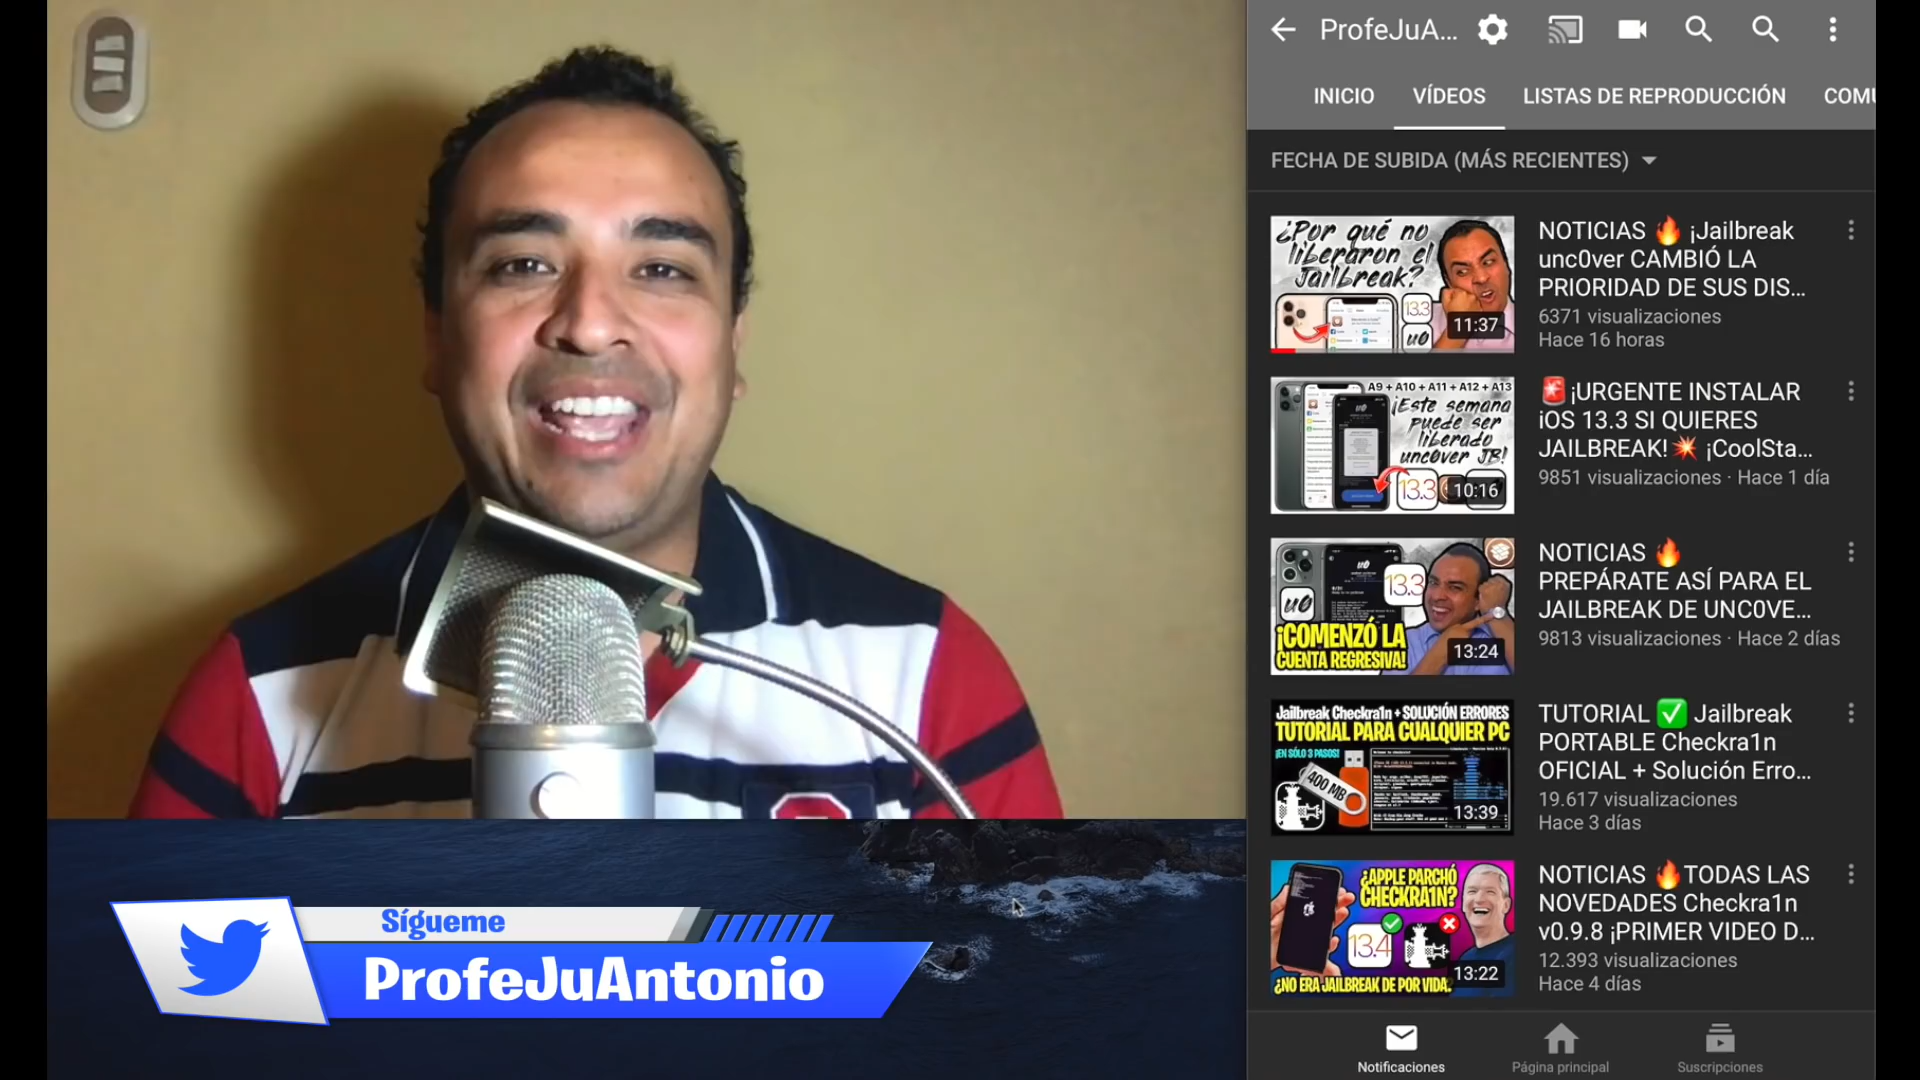 ProfeJuA...
INICIO
VÍDEOS
LISTAS DE REPRODUCCIÓN
COMU
FECHA DE SUBIDA (MÁS RECIENTES)
¿Por qué no
liberaron el
Jailbreak?
13.3
u0
11:37
NOTICIAS 🔥 ¡Jailbreak
unc0ver CAMBIÓ LA
PRIORIDAD DE SUS DIS...
6371 visualizaciones
Hace 16 horas
A9 + A10 + A11 + A12 + A13
¡Este semana
puede ser
liberado
unc0ver JB!
13.3
10:16
🚨¡URGENTE INSTALAR
iOS 13.3 SI QUIERES
JAILBREAK!💥 ¡CoolSta...
9851 visualizaciones · Hace 1 día
u0
13.3
u0
¡COMENZÓ LA
CUENTA REGRESIVA!
13:24
NOTICIAS 🔥
PREPÁRATE ASÍ PARA EL
JAILBREAK DE UNC0VE...
9813 visualizaciones · Hace 2 días
Jailbreak Checkra1n + SOLUCIÓN ERRORES
TUTORIAL PARA CUALQUIER PC
¡EN SÓLO 3 PASOS!
400 MB
13:39
TUTORIAL ✅ Jailbreak
PORTABLE Checkra1n
OFICIAL + Solución Erro...
19.617 visualizaciones
Hace 3 días
¿APPLE PARCHÓ
CHECKRA1N?
13.4
¿NO ERA JAILBREAK DE POR VIDA.
13:22
NOTICIAS 🔥TODAS LAS
NOVEDADES Checkra1n
v0.9.8 ¡PRIMER VIDEO D...
12.393 visualizaciones
Hace 4 días
Notificaciones
Página principal
Suscripciones
Sígueme
ProfeJuAntonio